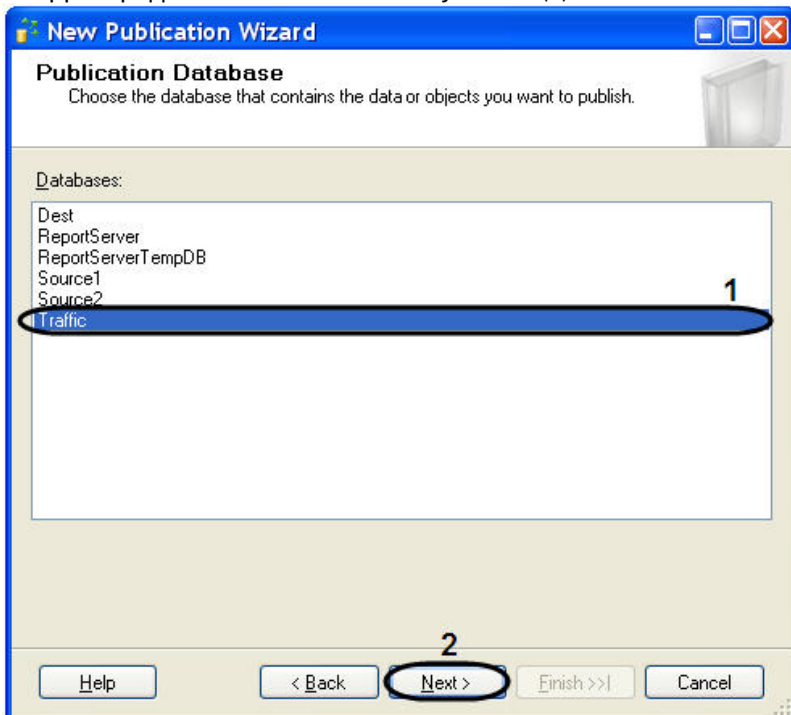 New Publication Wizard
Publication Database
Choose the database that contains the data or objects you want to publish.
Databases:
Dest
ReportServer
ReportServerTempDB
Source1
Source2
1
Traffic
2
Help
< Back
Next >
Finish >>|
Cancel